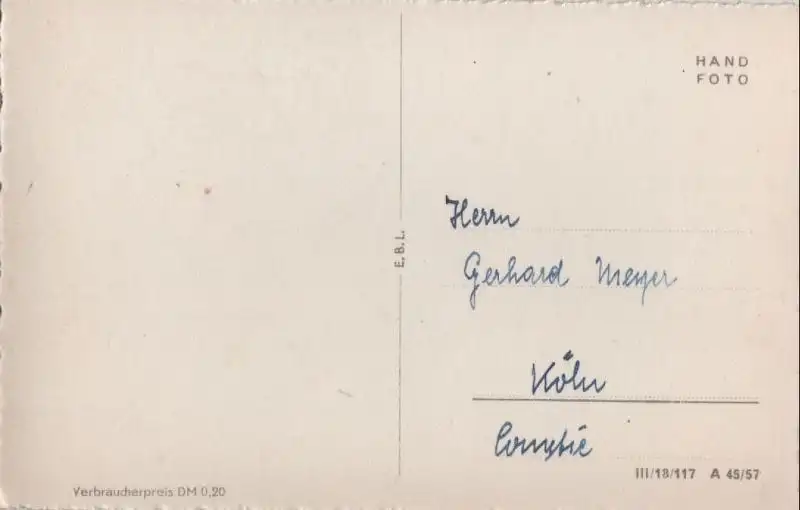 HAND
FOTO
Herrn
Gerhard Meyer
Köln
E.B.L.
III/18/117 A 45/57
Verbraucherpreis DM 0,20